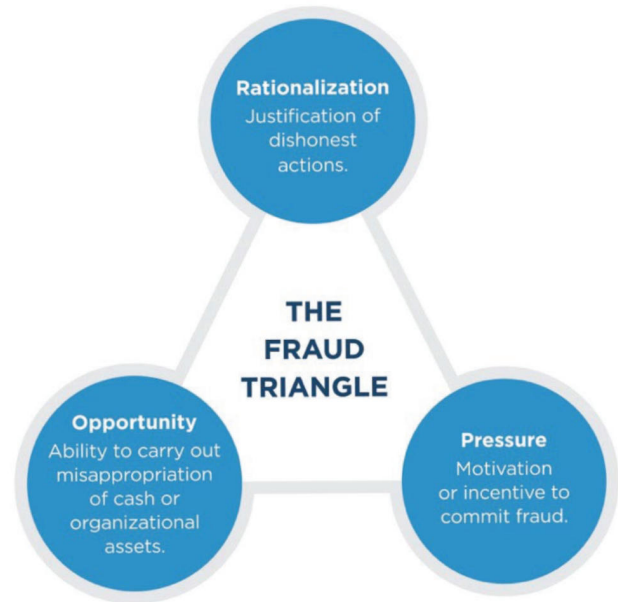 Rationalization
Justification of
dishonest
actions.
THE
FRAUD
TRIANGLE
Opportunity
Ability to carry out
misappropriation
of cash or
organizational
assets.
Pressure
Motivation
or incentive to
commit fraud.